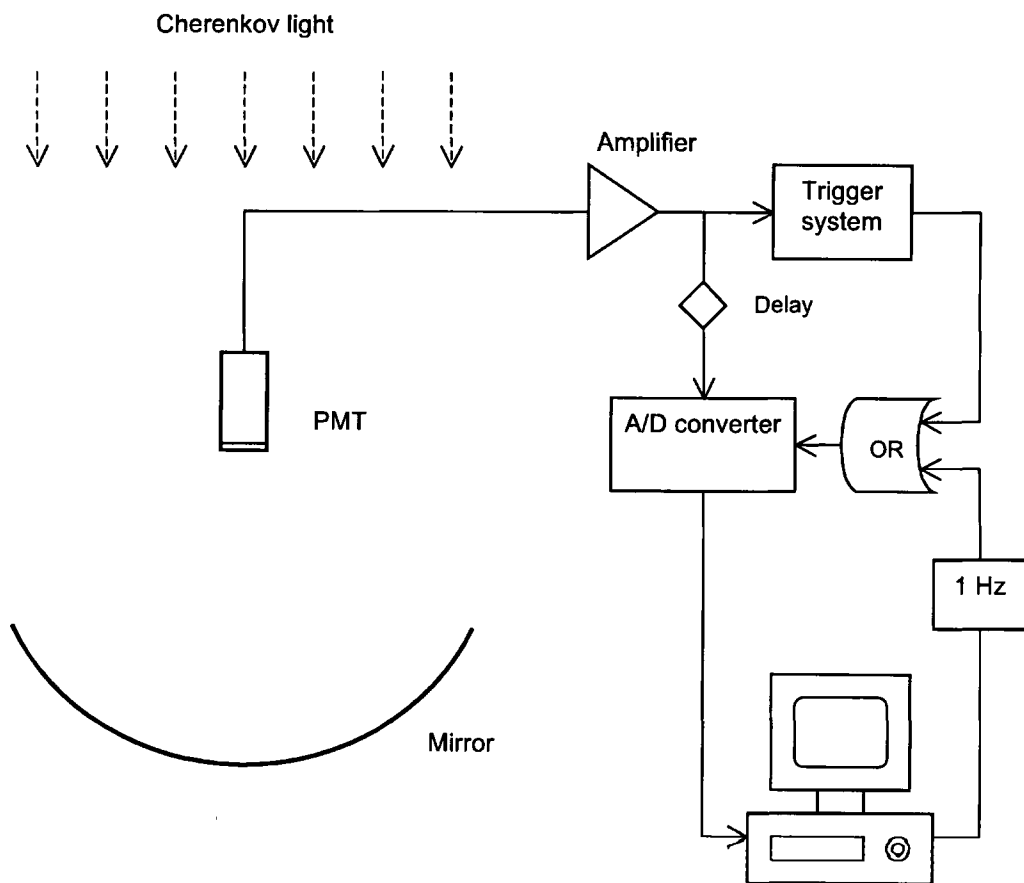 Cherenkov light
Amplifier
Trigger
system
Delay
PMT
A/D converter
OR
1 Hz
Mirror